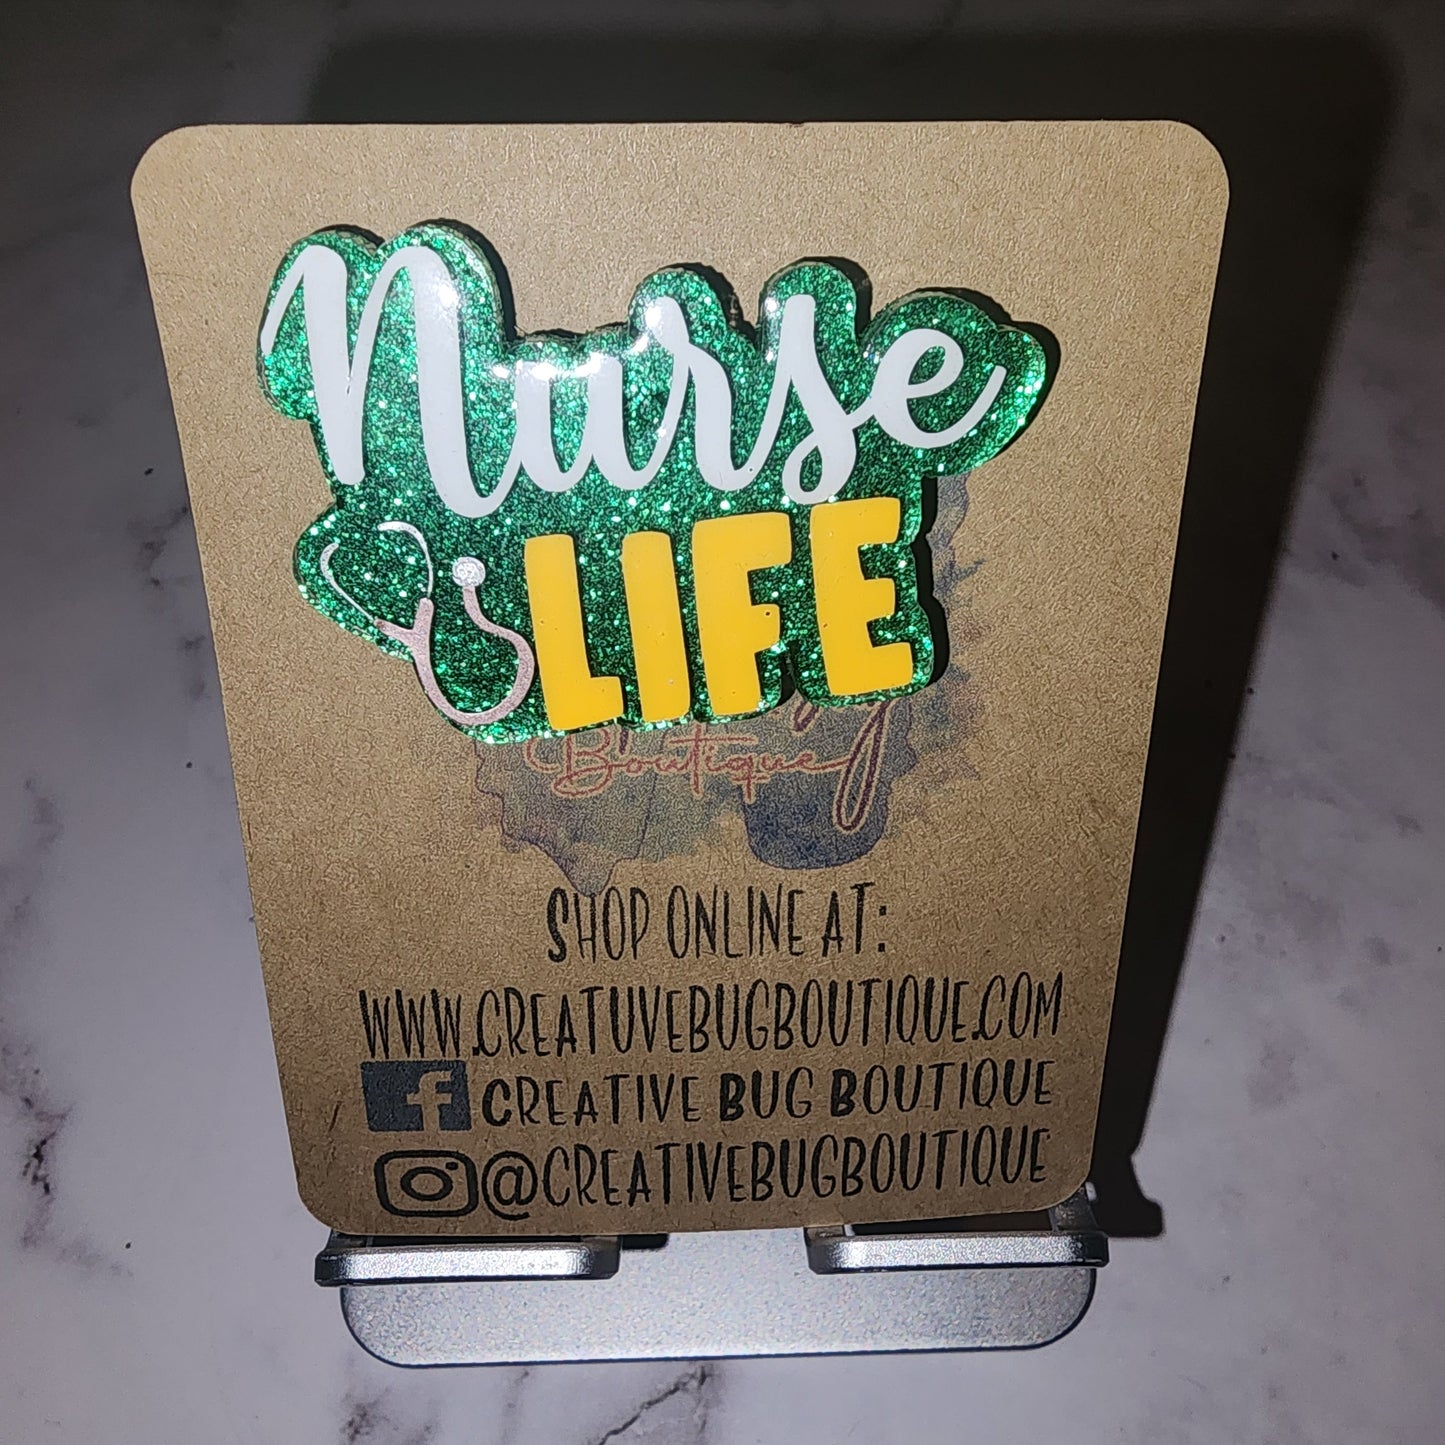 Nurse
LIFE
Boutique
SHOP ONLINE AT:
WWW.CREATUVEBUGBOUTIQUE.COM
f CREATIVE BUG BOUTIQUE
@CREATIVEBUGBOUTIQUE